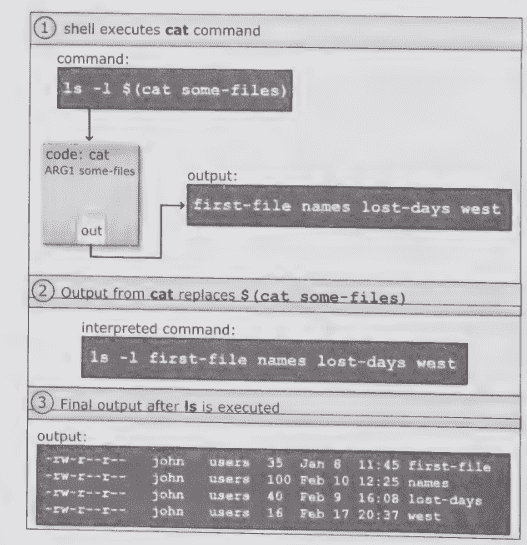 1 shell executes cat command
command:
ls -l $(cat some-files)
code: cat
ARG1 some-files
output:
first-file names lost-days west
out
2 Output from cat replaces $(cat some-files)
interpreted command:
ls -l first-file names lost-days west
3 Final output after ls is executed
output:
-rw-r--r-- john users 35 Jan 8 11:45 first-file
-rw-r--r-- john users 100 Feb 10 12:25 names
-rw-r--r-- john users 40 Feb 9 16:08 lost-days
-rw-r--r-- john users 16 Feb 17 20:37 west